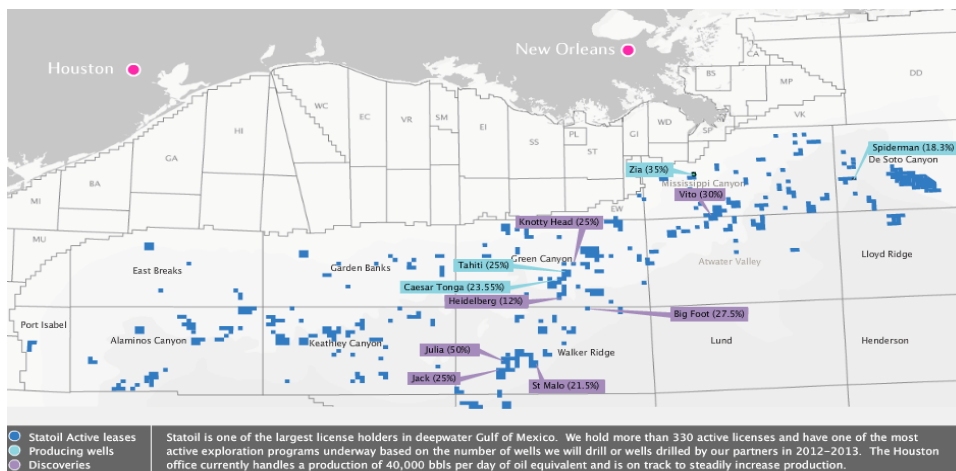 New Orleans
Houston
CA
BS
MP
DD
WC
EC
VR
SM
EI
SS
PL
ST
GI
WD
SP
VK
HI
GA
BA
MI
MU
Spiderman (18.3%)
De Soto Canyon
Zia (35%)
Mississippi Canyon
Vito (30%)
EW
Knotty Head (25%)
Green Canyon
Tahiti (25%)
Caesar Tonga (23.55%)
Heidelberg (12%)
Big Foot (27.5%)
East Breaks
Garden Banks
Atwater Valley
Lloyd Ridge
Port Isabel
Alaminos Canyon
Keathley Canyon
Walker Ridge
Lund
Henderson
Julia (50%)
Jack (25%)
St Malo (21.5%)
Statoil Active leases
Producing wells
Discoveries
Statoil is one of the largest license holders in deepwater Gulf of Mexico. We hold more than 330 active licenses and have one of the most
active exploration programs underway based on the number of wells we will drill or wells drilled by our partners in 2012-2013. The Houston
office currently handles a production of 40,000 bbls per day of oil equivalent and is on track to steadily increase production.